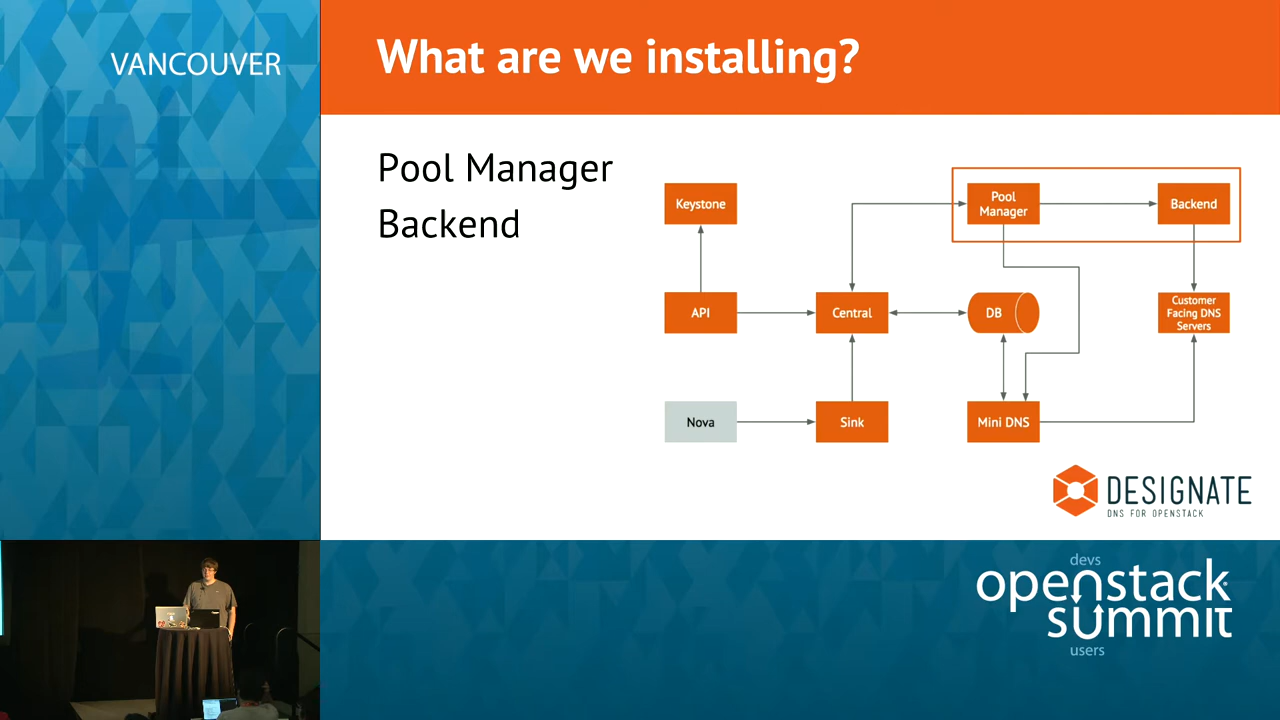 VANCOUVER
What are we installing?
Pool Manager
Backend
Keystone
Pool
Manager
Backend
API
Central
DB
Customer
Facing DNS
Servers
Nova
Sink
Mini DNS
DESIGNATE
DNS FOR OPENSTACK
devs
openstack
summit
users